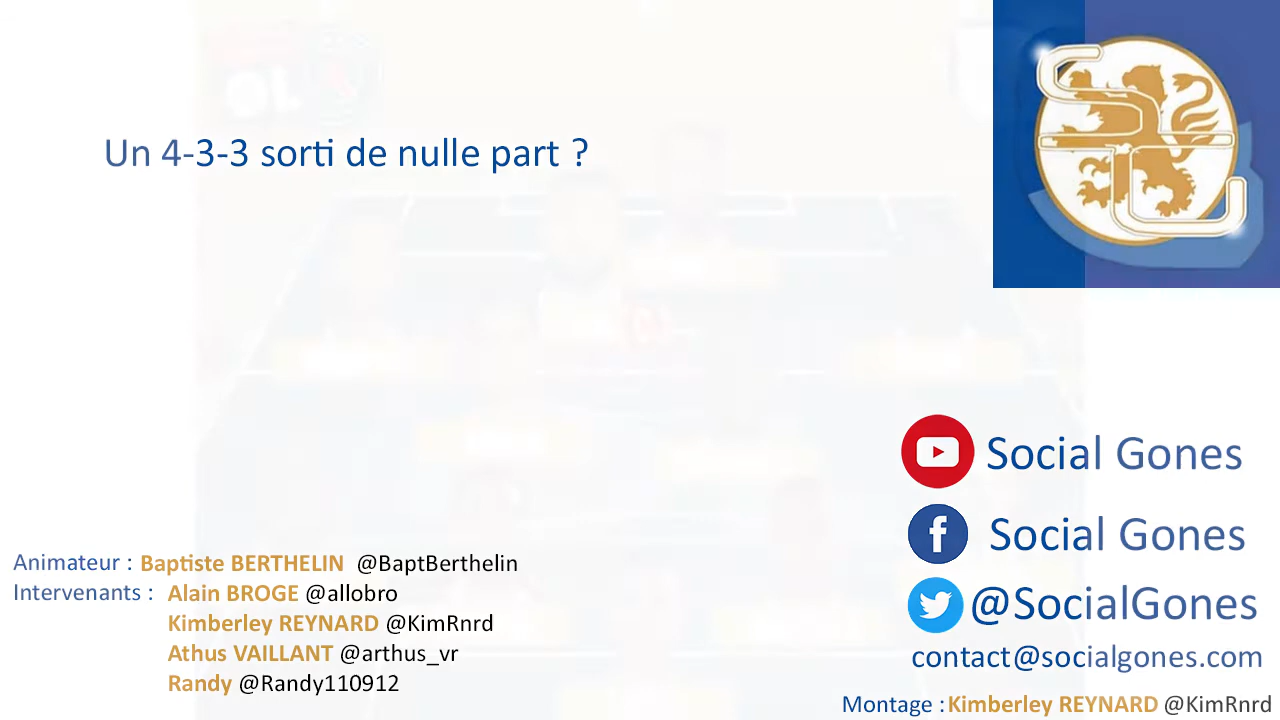 Un 4-3-3 sorti de nulle part ?
Social Gones
Social Gones
@SocialGones
contact@socialgones.com
Animateur : Baptiste BERTHELIN @BaptBerthelin
Intervenants : Alain BROGE @allobro
Kimberley REYNARD @KimRnrd
Athus VAILLANT @arthus_vr
Randy @Randy110912
Montage : Kimberley REYNARD @KimRnrd